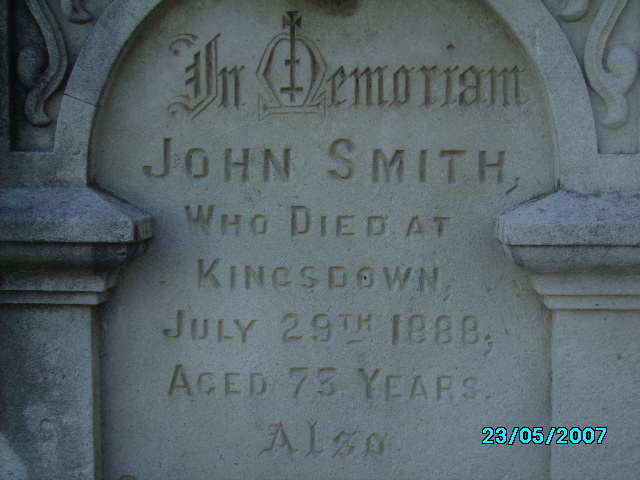 In Memoriam
JOHN SMITH,
WHO DIED AT
KINGSDOWN,
JULY 29TH 1888,
AGED 73 YEARS.
Also
23/05/2007